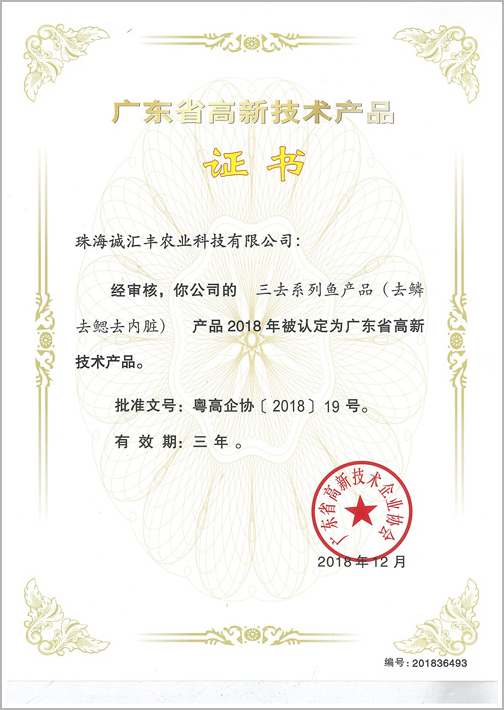 广东省高新技术产品
证书
珠海诚汇丰农业科技有限公司：
经审核，你公司的 三去系列鱼产品（去鳞
去鳃去内脏） 产品 2018 年被认定为广东省高新
技术产品。
批准文号：粤高企协〔2018〕19 号。
有效期：三年。
广东省高新技术企业协会
2018 年 12 月
编号：201836493